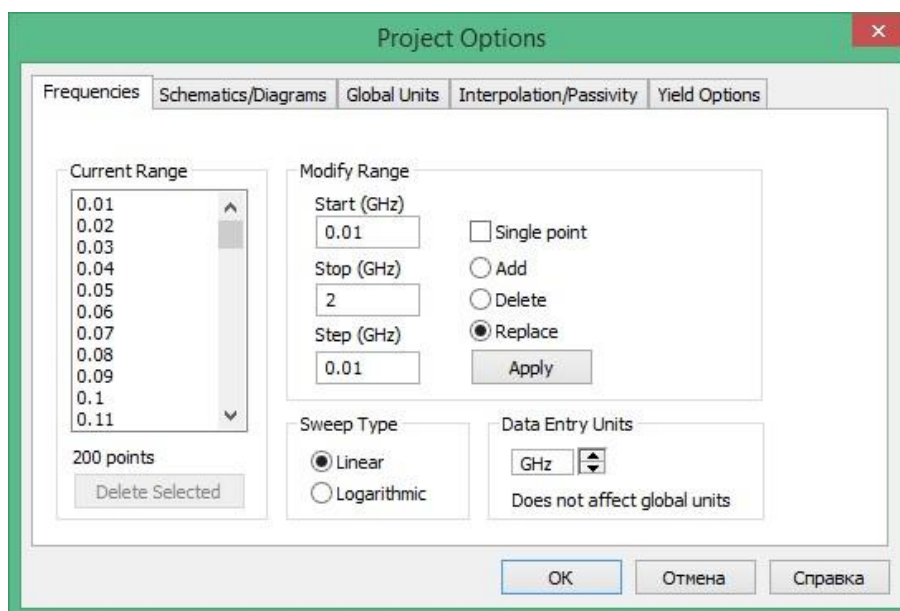 Project Options
Frequencies
Schematics/Diagrams
Global Units
Interpolation/Passivity
Yield Options
Current Range
0.01
0.02
0.03
0.04
0.05
0.06
0.07
0.08
0.09
0.1
0.11
200 points
Delete Selected
Modify Range
Start (GHz)
0.01
Stop (GHz)
2
Step (GHz)
0.01
Single point
Add
Delete
Replace
Apply
Sweep Type
Linear
Logarithmic
Data Entry Units
GHz
Does not affect global units
OK
Отмена
Справка